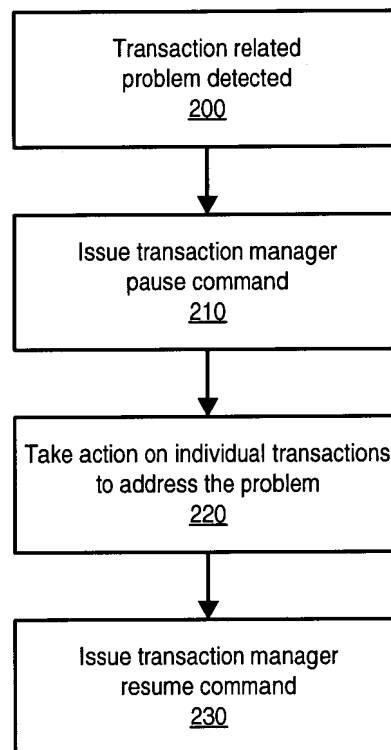 Transaction related
problem detected
200
Issue transaction manager
pause command
210
Take action on individual transactions
to address the problem
220
Issue transaction manager
resume command
230